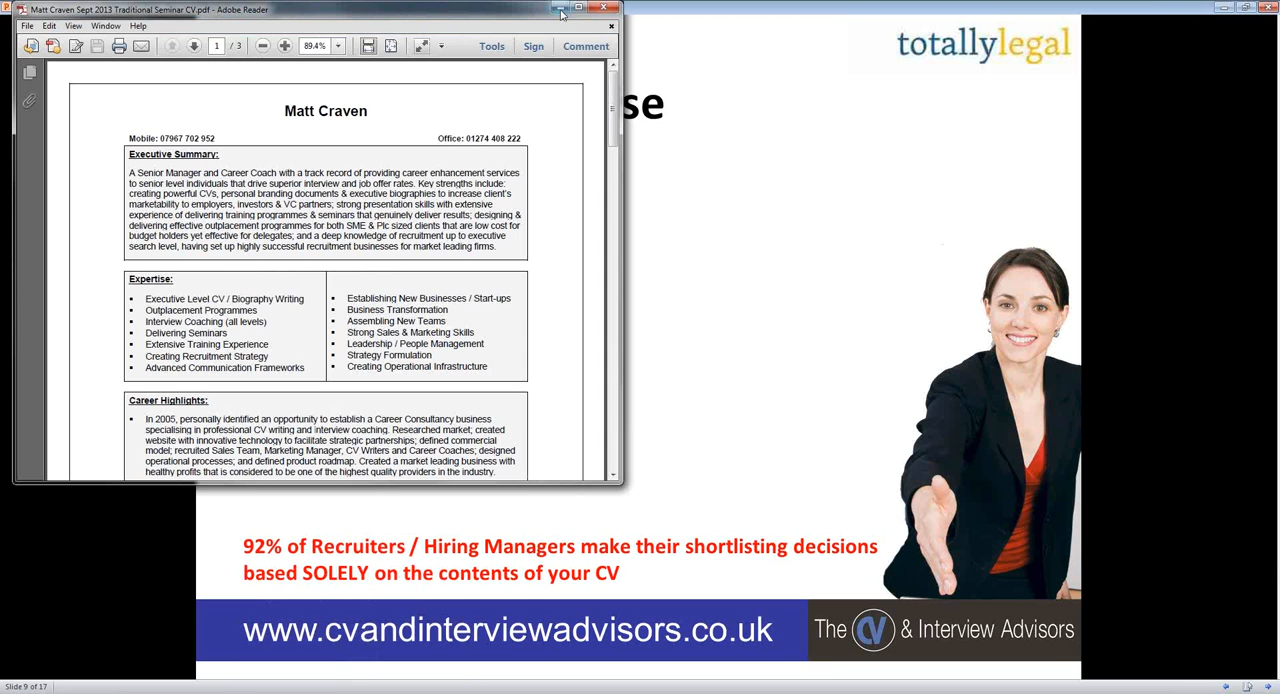 Matt Craven Sept 2013 Traditional Seminar CV.pdf - Adobe Reader
File Edit View Window Help
1 / 3 89.4% Tools Sign Comment
Matt Craven
Mobile: 07967 702 952 Office: 01274 408 222
Executive Summary:
A Senior Manager and Career Coach with a track record of providing career enhancement services
to senior level individuals that drive superior interview and job offer rates. Key strengths include:
creating powerful CVs, personal branding documents & executive biographies to increase client's
marketability to employers, investors & VC partners; strong presentation skills with extensive
experience of delivering training programmes & seminars that genuinely deliver results; designing &
delivering effective outplacement programmes for both SME & Plc sized clients that are low cost for
budget holders yet effective for delegates; and a deep knowledge of recruitment up to executive
search level, having set up highly successful recruitment businesses for market leading firms.
Expertise:
▪ Executive Level CV / Biography Writing
▪ Outplacement Programmes
▪ Interview Coaching (all levels)
▪ Delivering Seminars
▪ Extensive Training Experience
▪ Creating Recruitment Strategy
▪ Advanced Communication Frameworks
▪ Establishing New Businesses / Start-ups
▪ Business Transformation
▪ Assembling New Teams
▪ Strong Sales & Marketing Skills
▪ Leadership / People Management
▪ Strategy Formulation
▪ Creating Operational Infrastructure
Career Highlights:
▪ In 2005, personally identified an opportunity to establish a Career Consultancy business
specialising in professional CV writing and interview coaching. Researched market; created
website with innovative technology to facilitate strategic partnerships; defined commercial
model; recruited Sales Team, Marketing Manager, CV Writers and Career Coaches; designed
operational processes; and defined product roadmap. Created a market leading business with
healthy profits that is considered to be one of the highest quality providers in the industry.
totallylegal
se
92% of Recruiters / Hiring Managers make their shortlisting decisions
based SOLELY on the contents of your CV
www.cvandinterviewadvisors.co.uk
The CV & Interview Advisors
Slide 9 of 17